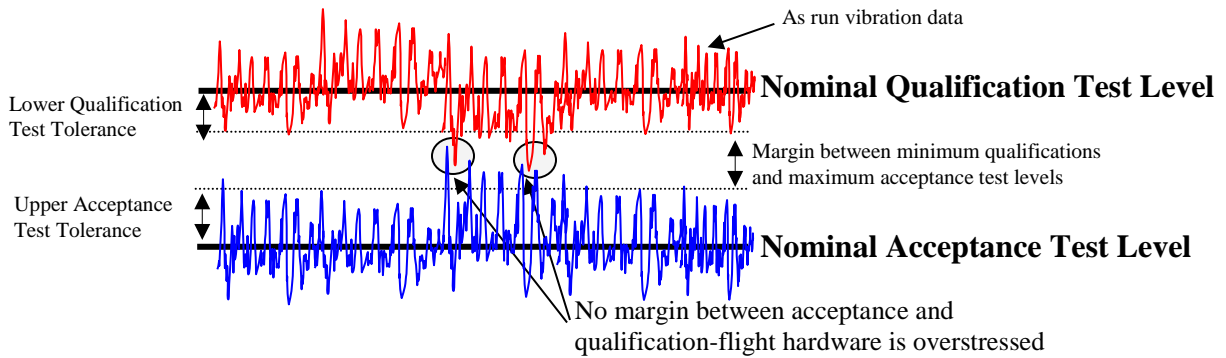 As run vibration data
Nominal Qualification Test Level
Lower Qualification
Test Tolerance
Margin between minimum qualifications
and maximum acceptance test levels
Upper Acceptance
Test Tolerance
Nominal Acceptance Test Level
No margin between acceptance and
qualification-flight hardware is overstressed